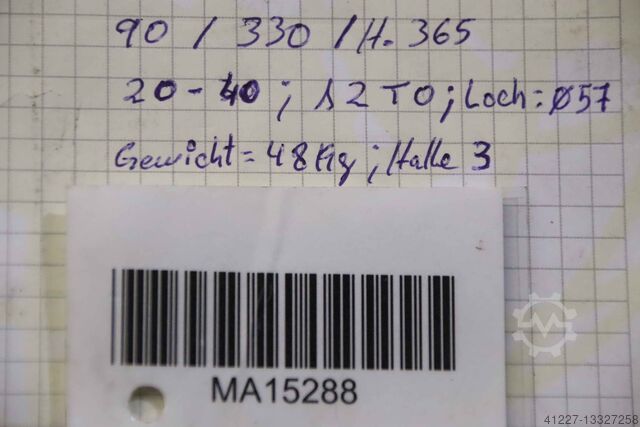 90 / 330 / H. 365
20-40 ; 12 TO ; Loch: Ø57
Gewicht = 48 Kg ; Halle 3
MA15288
41227-13327258